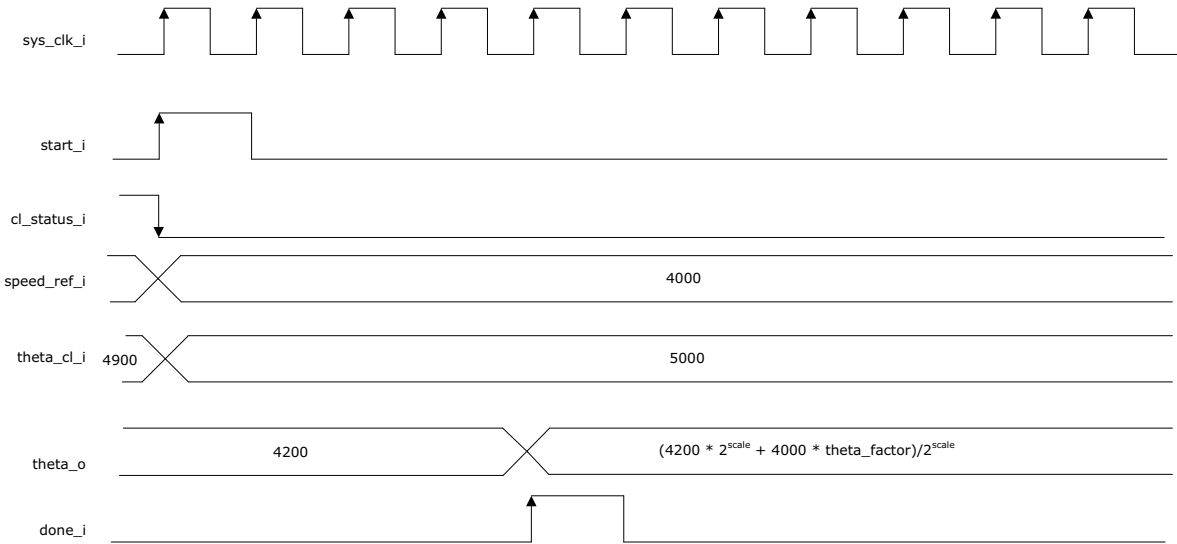 sys_clk_i
start_i
cl_status_i
speed_ref_i 4000
theta_cl_i 4900 5000
theta_o 4200 (4200 * 2^scale + 4000 * theta_factor)/2^scale
done_i